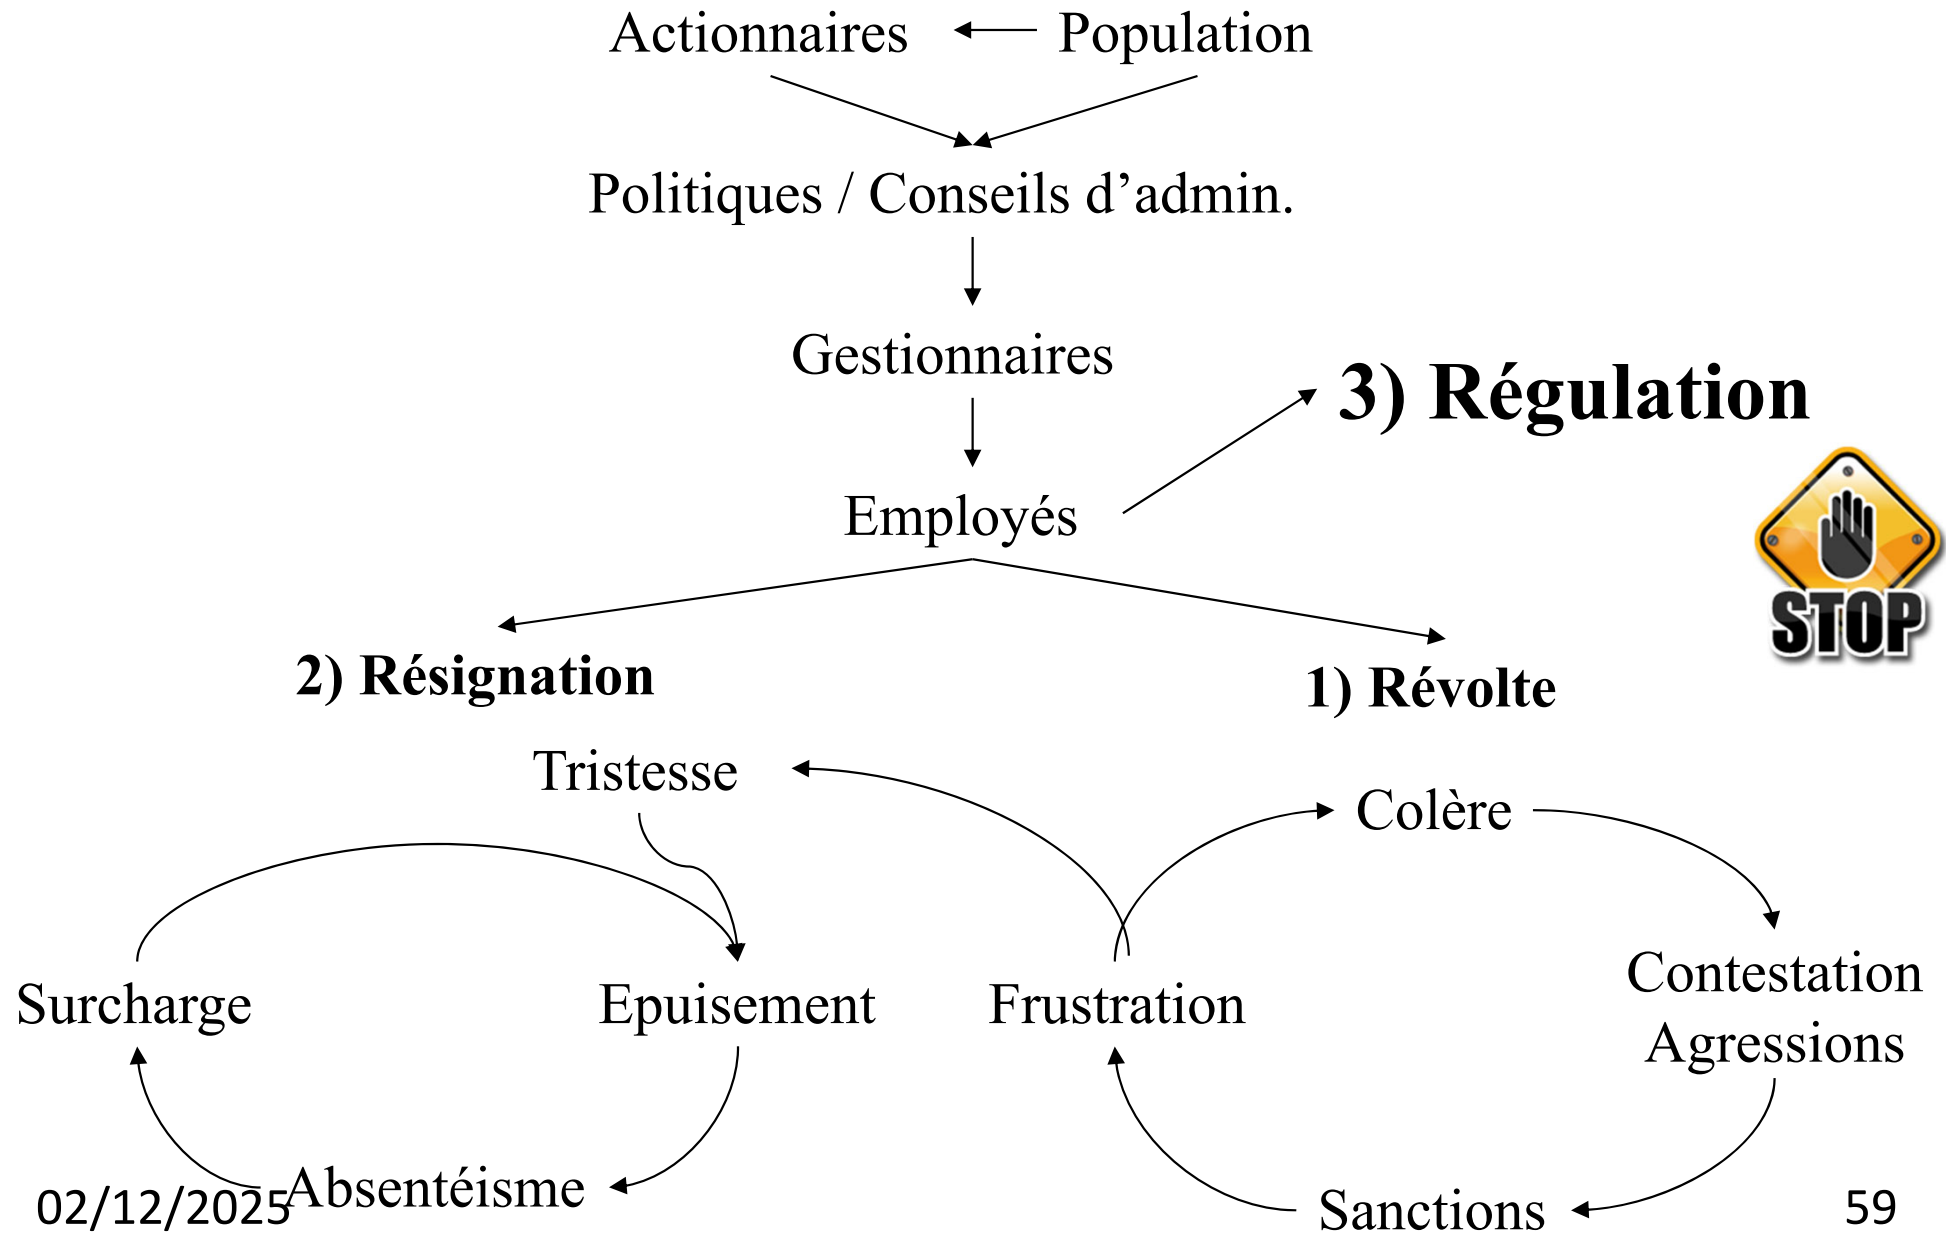 Actionnaires Population
Politiques / Conseils d’admin.
Gestionnaires
3) Régulation
Employés
STOP
2) Résignation
1) Révolte
Tristesse
Colère
Surcharge Epuisement Frustration
Contestation
Agressions
Absentéisme
Sanctions
02/12/2025
59